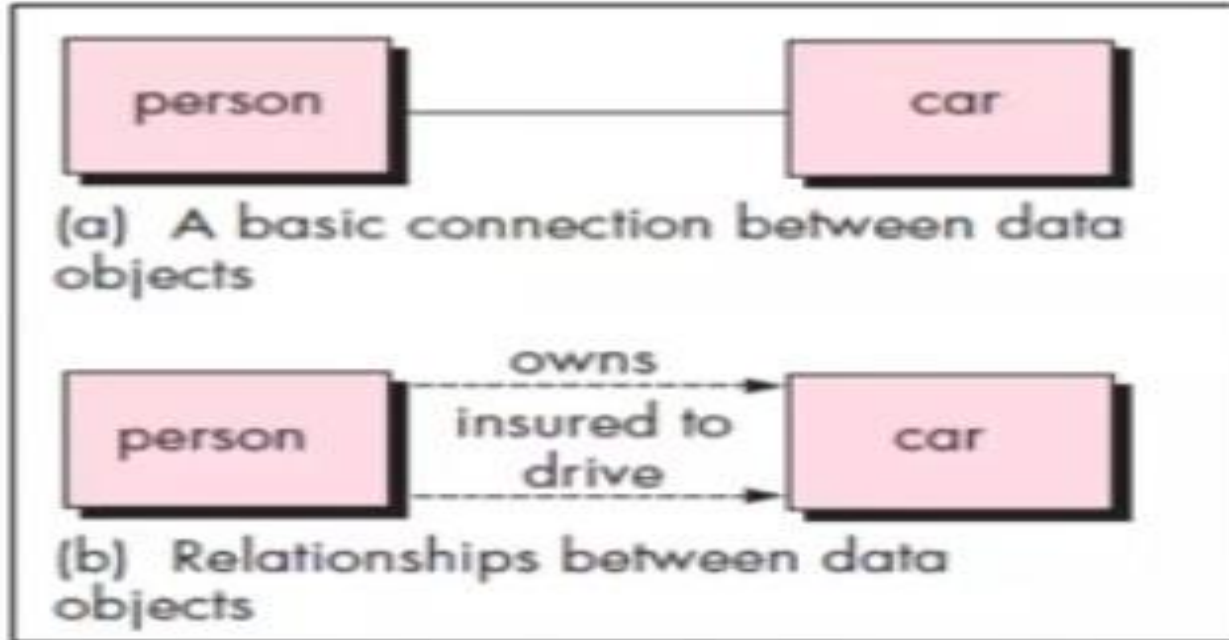 person
car
(a) A basic connection between data
objects
owns
person
insured to
drive
car
(b) Relationships between data
objects